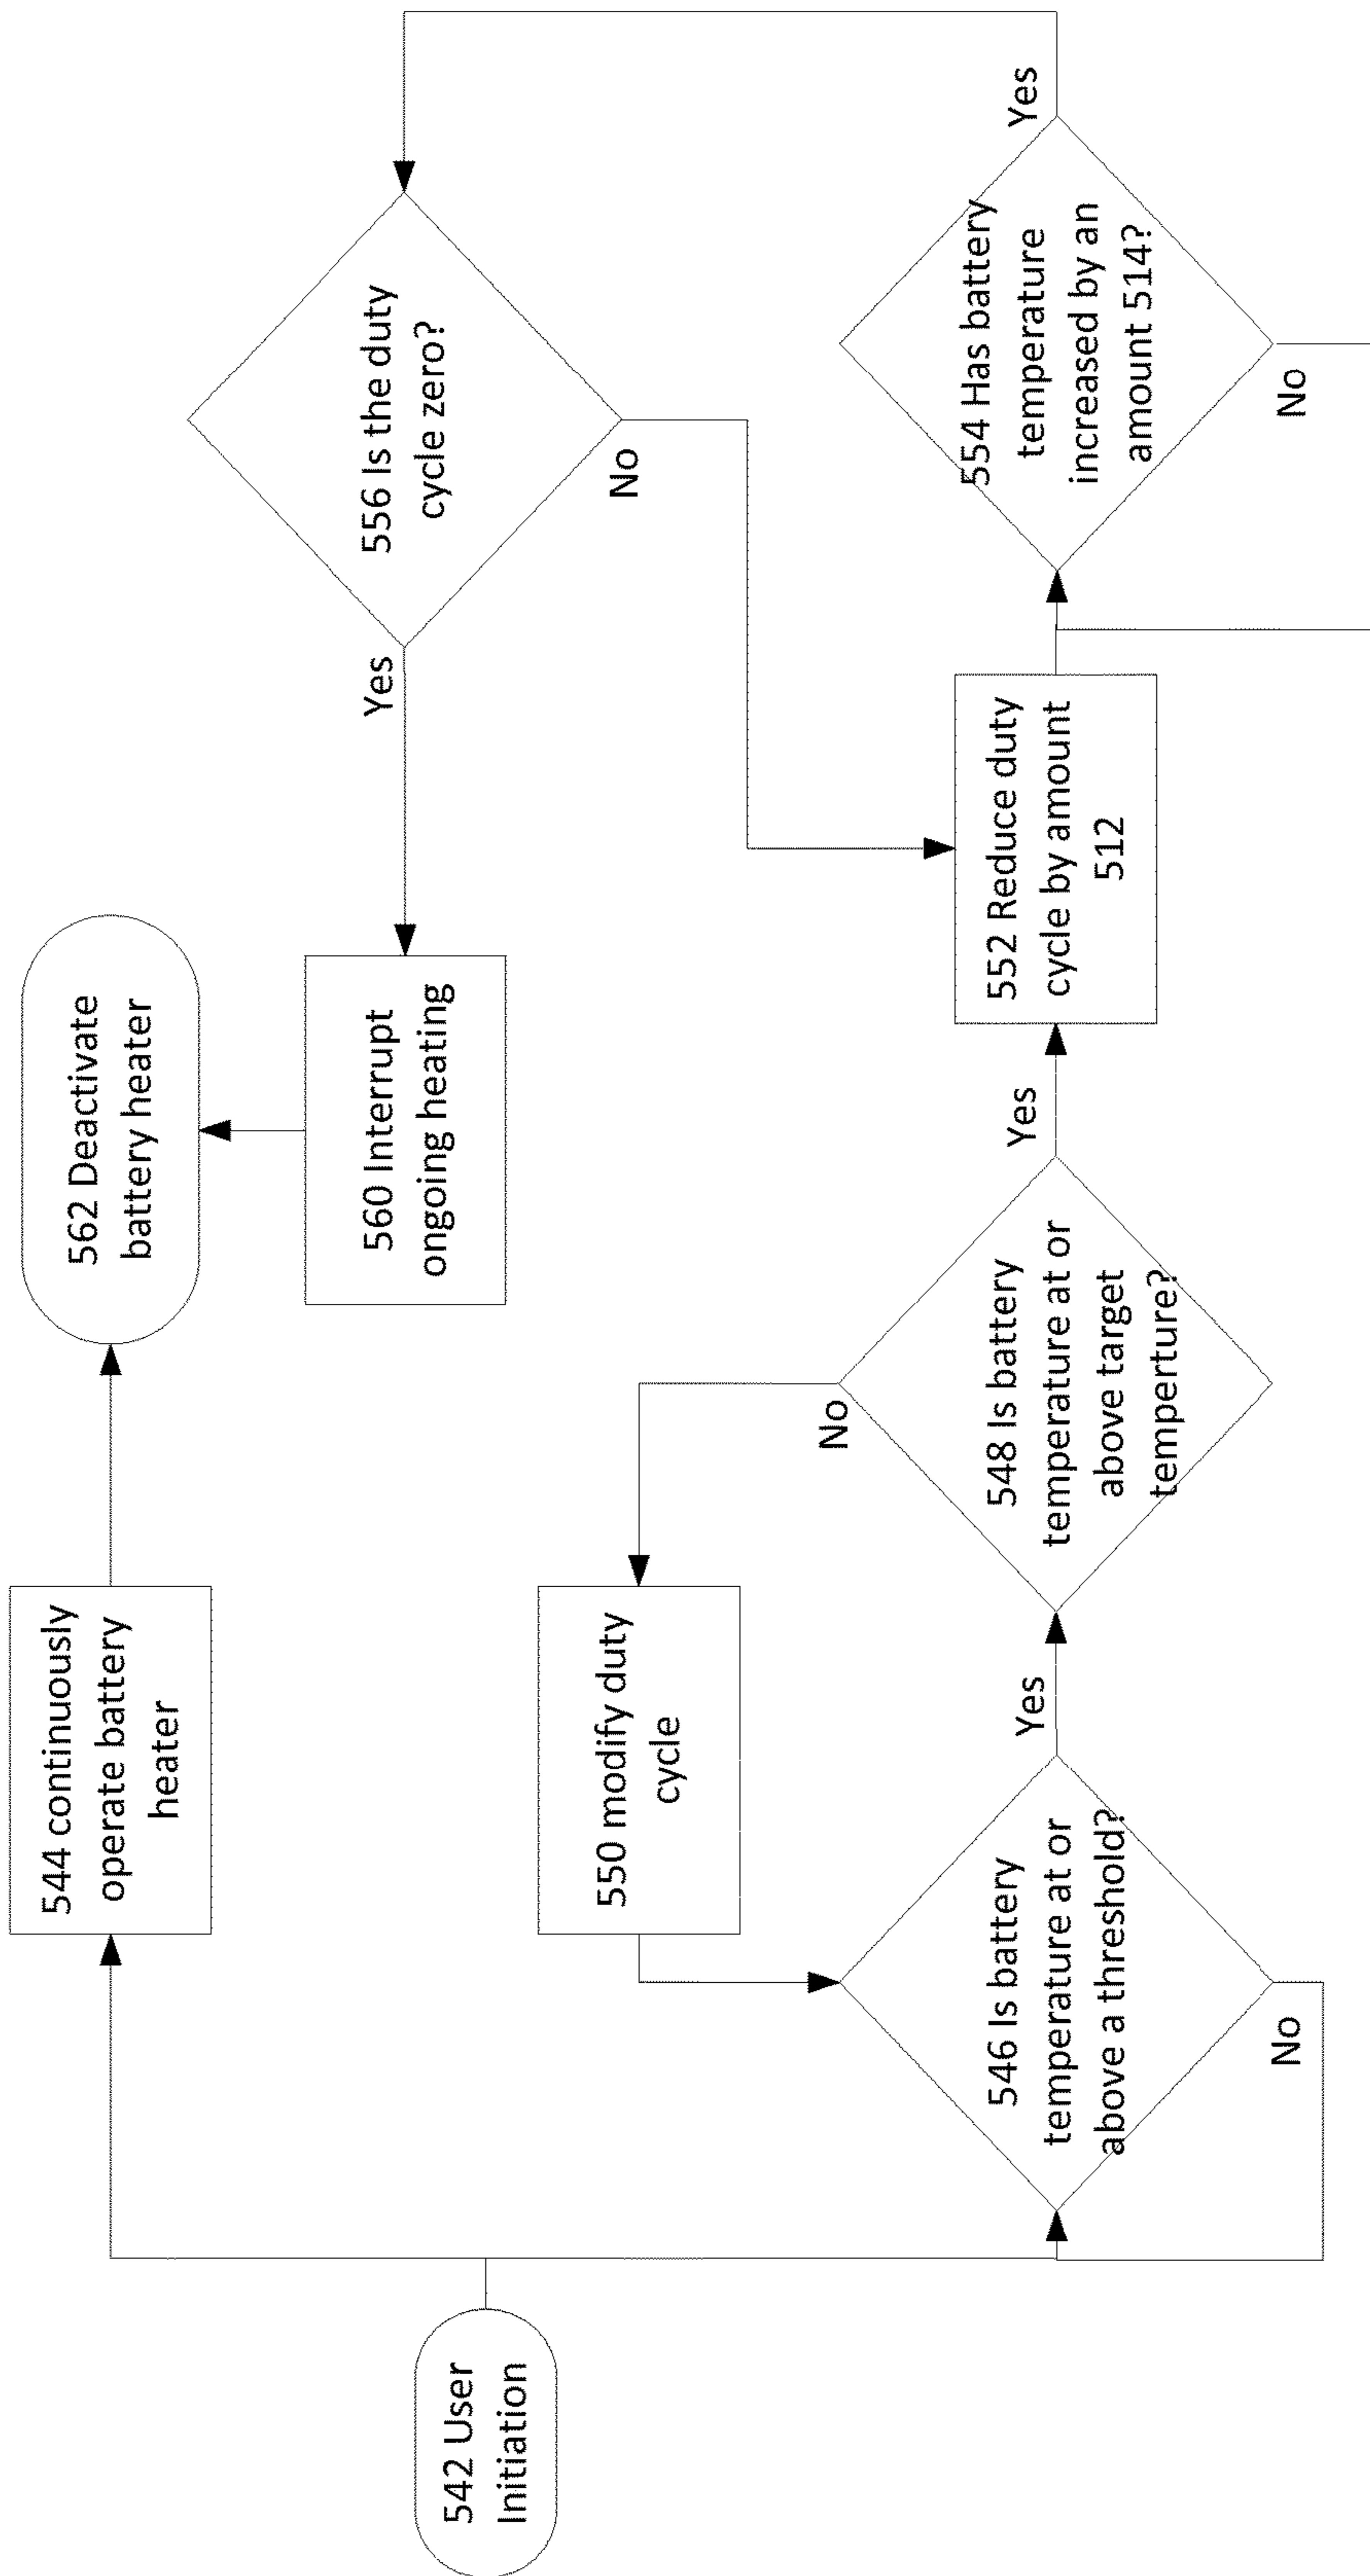 542 User
Initiation
544 continuously
operate battery
heater
562 Deactivate
battery heater
560 Interrupt
ongoing heating
Yes
556 Is the duty
cycle zero?
No
550 modify duty
cycle
546 Is battery
temperature at or
above a threshold?
No
Yes
548 Is battery
temperature at or
above target
temperture?
No
Yes
552 Reduce duty
cycle by amount
512
554 Has battery
temperature
increased by an
amount 514?
No
Yes